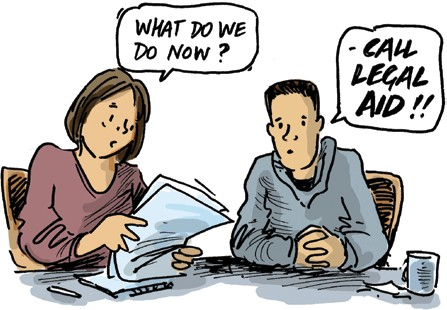 WHAT DO WE
DO NOW?
- CALL
LEGAL
AID!!